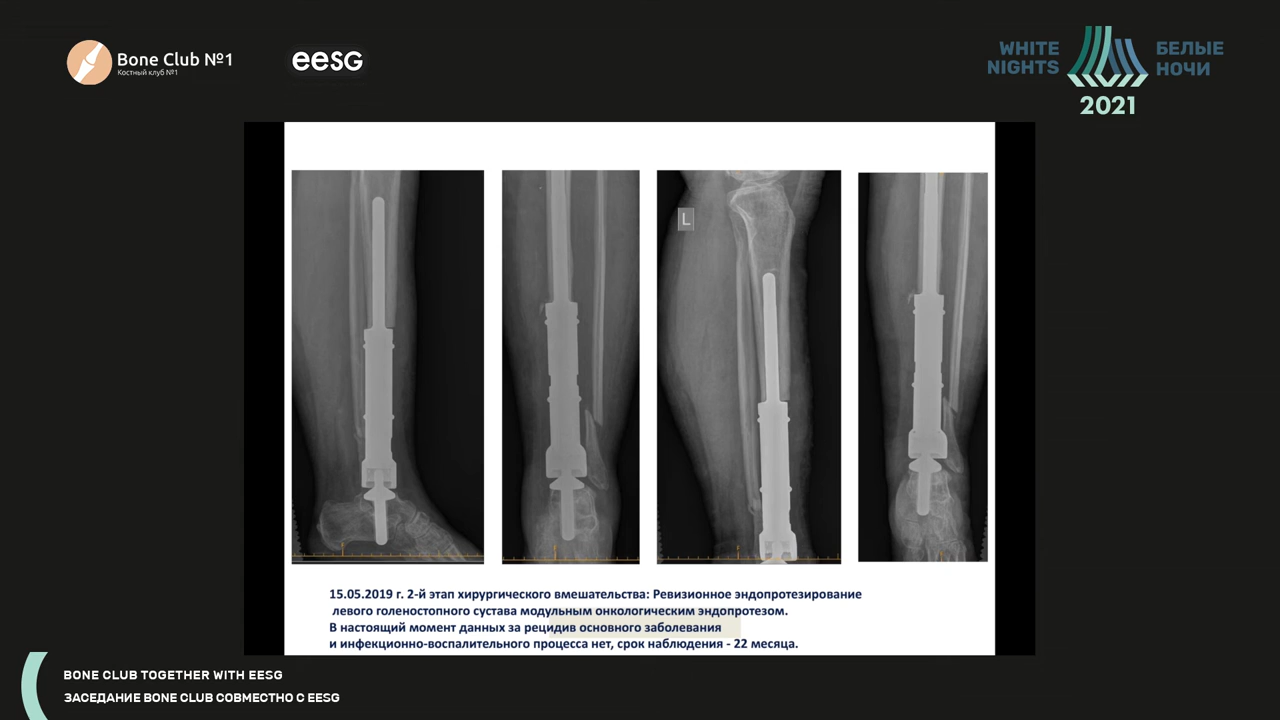 Bone Club №1
Костный клуб №1
eesg
WHITE NIGHTS
БЕЛЫЕ НОЧИ
2021
L
15.05.2019 г. 2-й этап хирургического вмешательства: Ревизионное эндопротезирование
левого голеностопного сустава модульным онкологическим эндопротезом.
В настоящий момент данных за рецидив основного заболевания
и инфекционно-воспалительного процесса нет, срок наблюдения - 22 месяца.
BONE CLUB TOGETHER WITH EESG
ЗАСЕДАНИЕ BONE CLUB СОВМЕСТНО С EESG